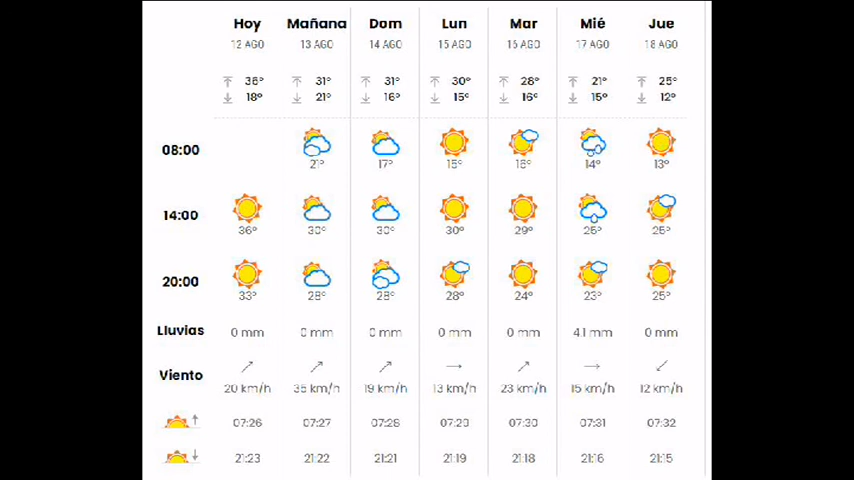 Hoy Mañana Dom Lun Mar Mié Jue
12 AGO 13 AGO 14 AGO 15 AGO 16 AGO 17 AGO 18 AGO
36° 31° 31° 30° 28° 21° 25°
18° 21° 16° 15° 16° 15° 12°
08:00
21° 17° 15° 16° 14° 13°
14:00
36° 30° 30° 30° 29° 25° 25°
20:00
33° 28° 28° 28° 24° 23° 25°
Lluvias 0 mm 0 mm 0 mm 0 mm 0 mm 4.1 mm 0 mm
Viento
20 km/h 35 km/h 19 km/h 13 km/h 23 km/h 15 km/h 12 km/h
07:26 07:27 07:28 07:29 07:30 07:31 07:32
21:23 21:22 21:21 21:19 21:18 21:16 21:15